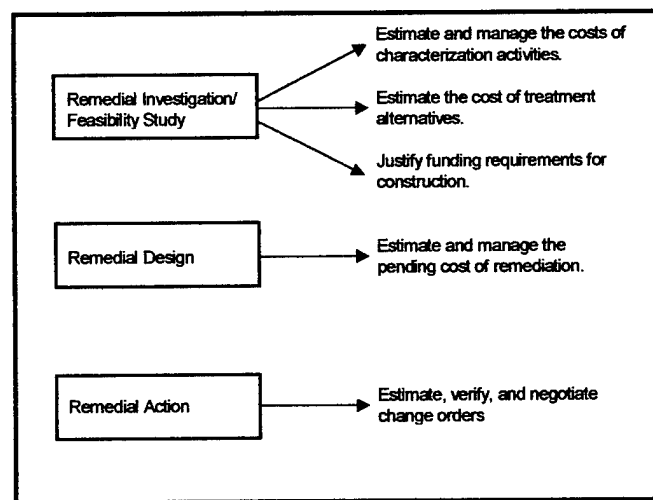 Estimate and manage the costs of
characterization activities.
Remedial Investigation/
Feasibility Study
Estimate the cost of treatment
alternatives.
Justify funding requirements for
construction.
Remedial Design
Estimate and manage the
pending cost of remediation.
Remedial Action
Estimate, verify, and negotiate
change orders